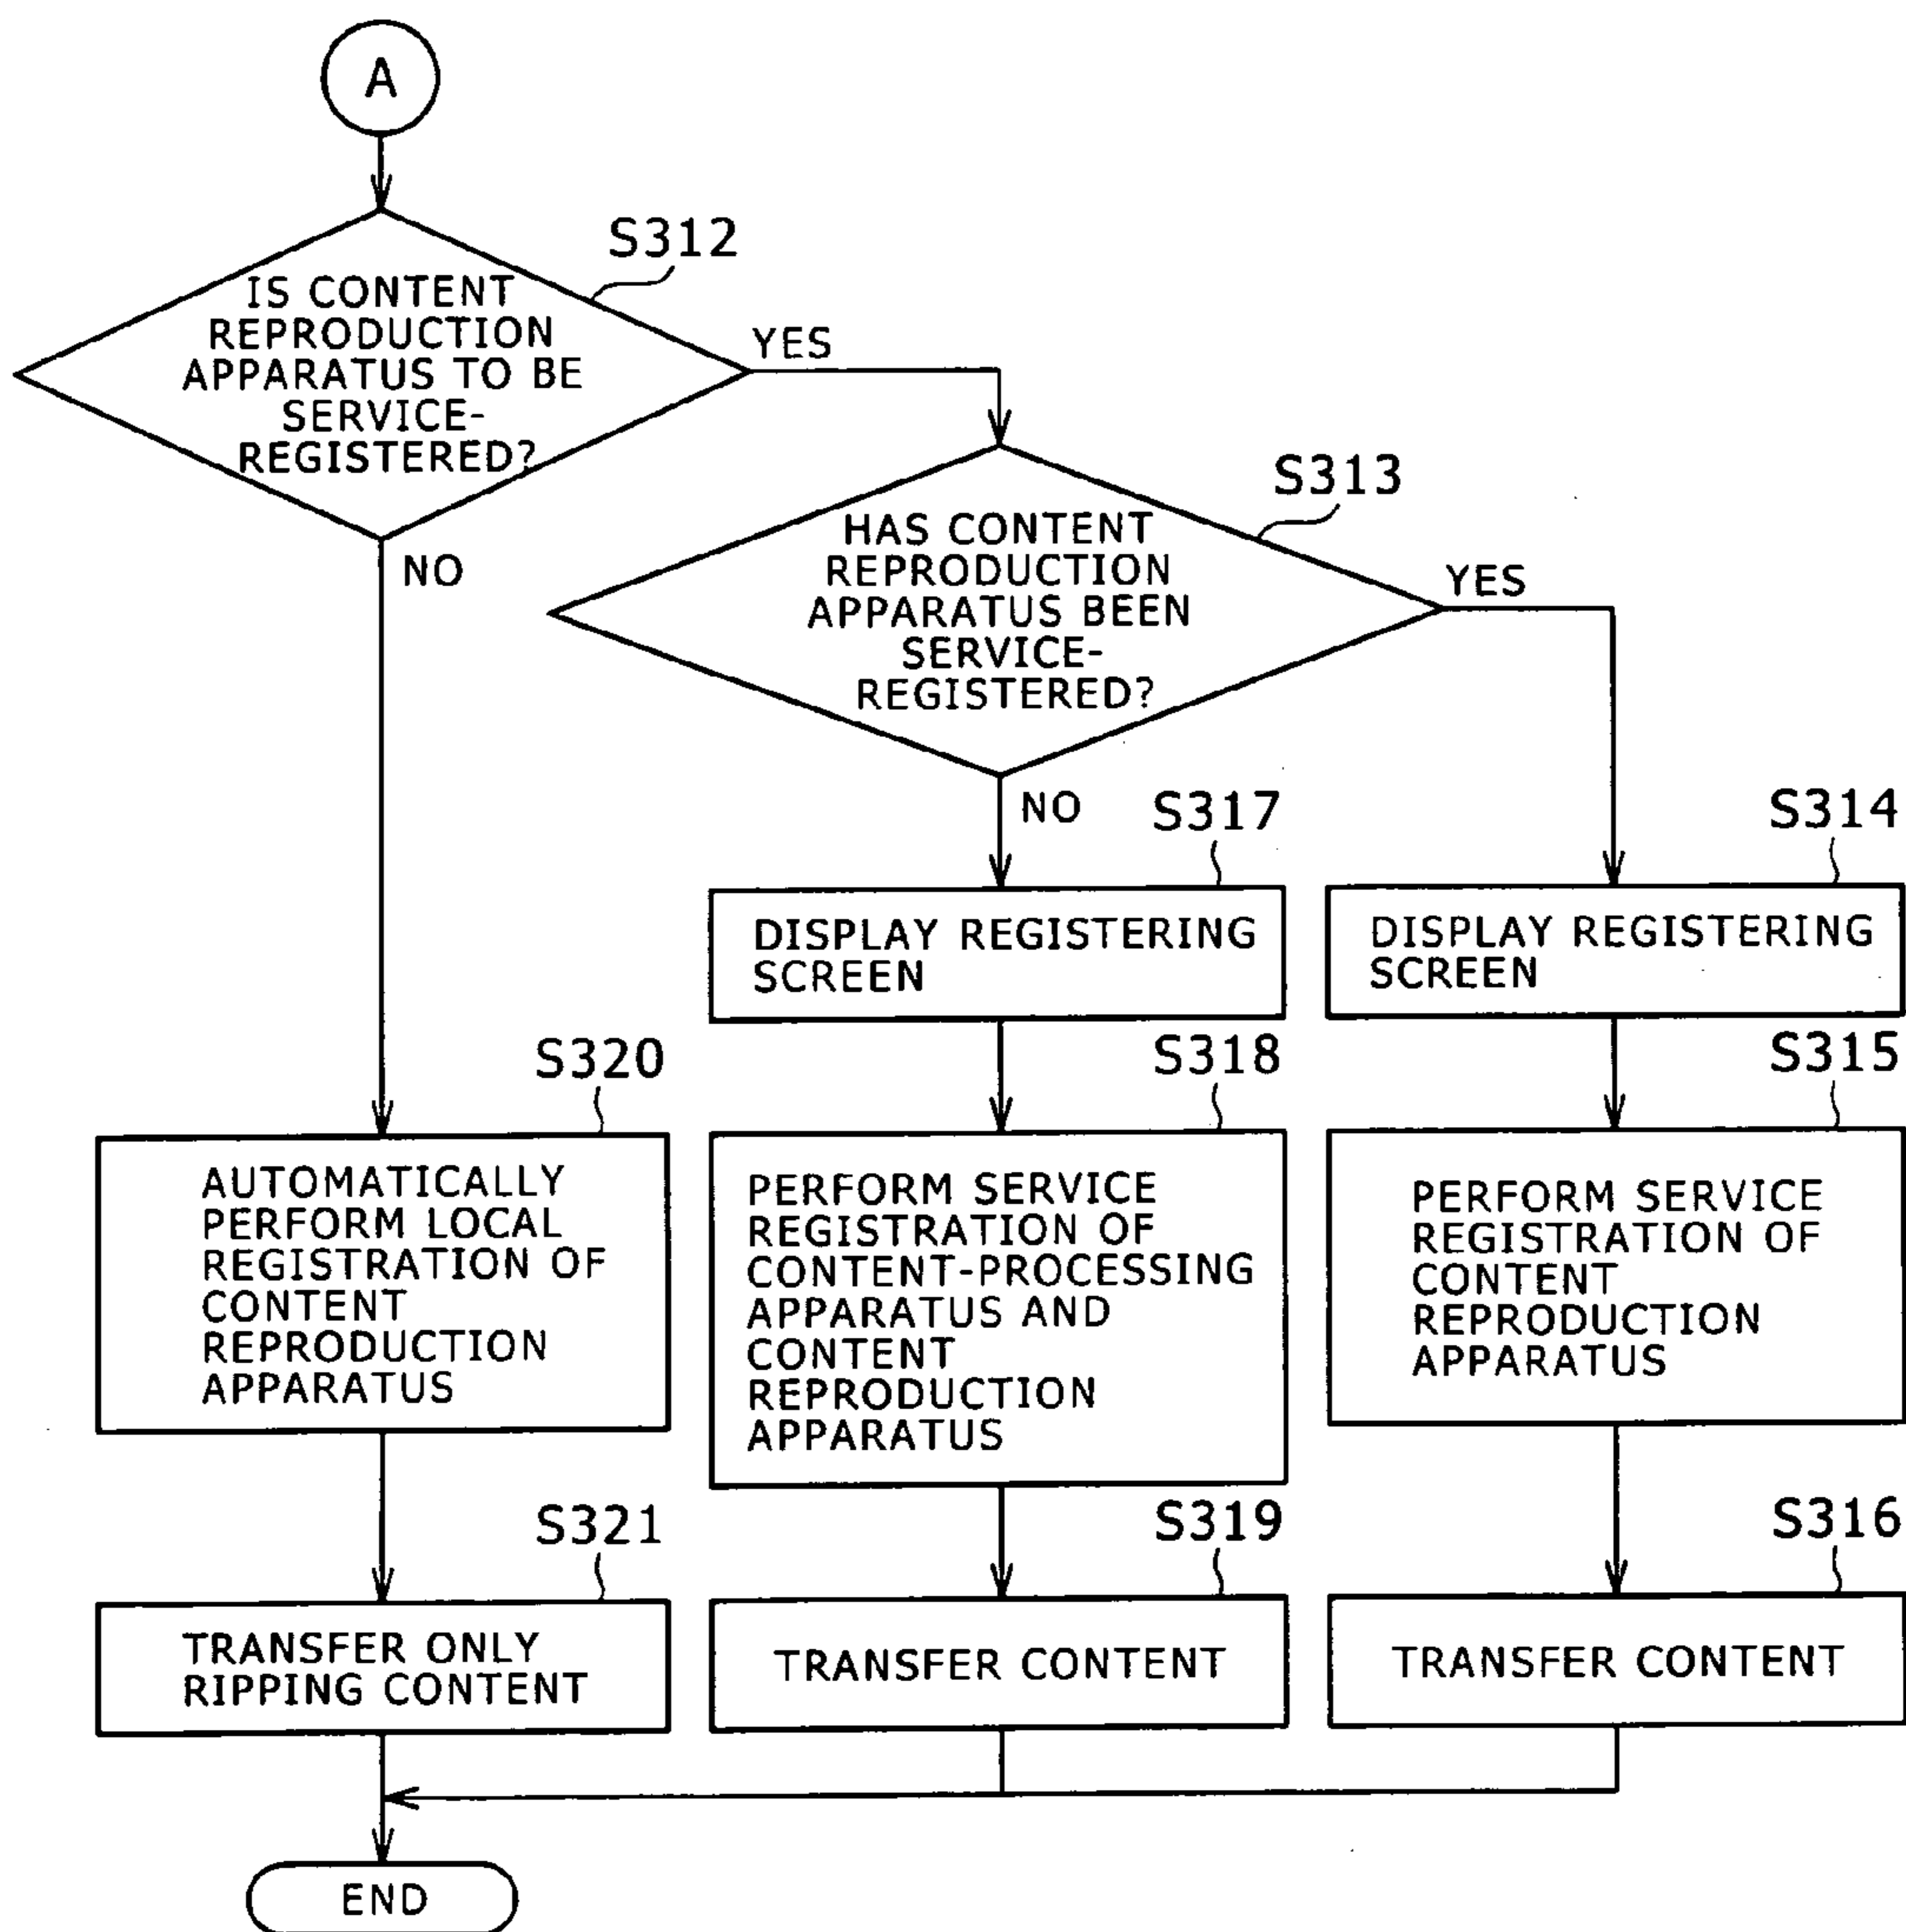 A
S312
IS CONTENT
REPRODUCTION
APPARATUS TO BE
SERVICE-
REGISTERED?
YES
NO
S313
HAS CONTENT
REPRODUCTION
APPARATUS BEEN
SERVICE-
REGISTERED?
YES
NO
S317
DISPLAY REGISTERING
SCREEN
S314
DISPLAY REGISTERING
SCREEN
S320
AUTOMATICALLY
PERFORM LOCAL
REGISTRATION OF
CONTENT
REPRODUCTION
APPARATUS
S318
PERFORM SERVICE
REGISTRATION OF
CONTENT-PROCESSING
APPARATUS AND
CONTENT
REPRODUCTION
APPARATUS
S315
PERFORM SERVICE
REGISTRATION OF
CONTENT
REPRODUCTION
APPARATUS
S321
TRANSFER ONLY
RIPPING CONTENT
S319
TRANSFER CONTENT
S316
TRANSFER CONTENT
END